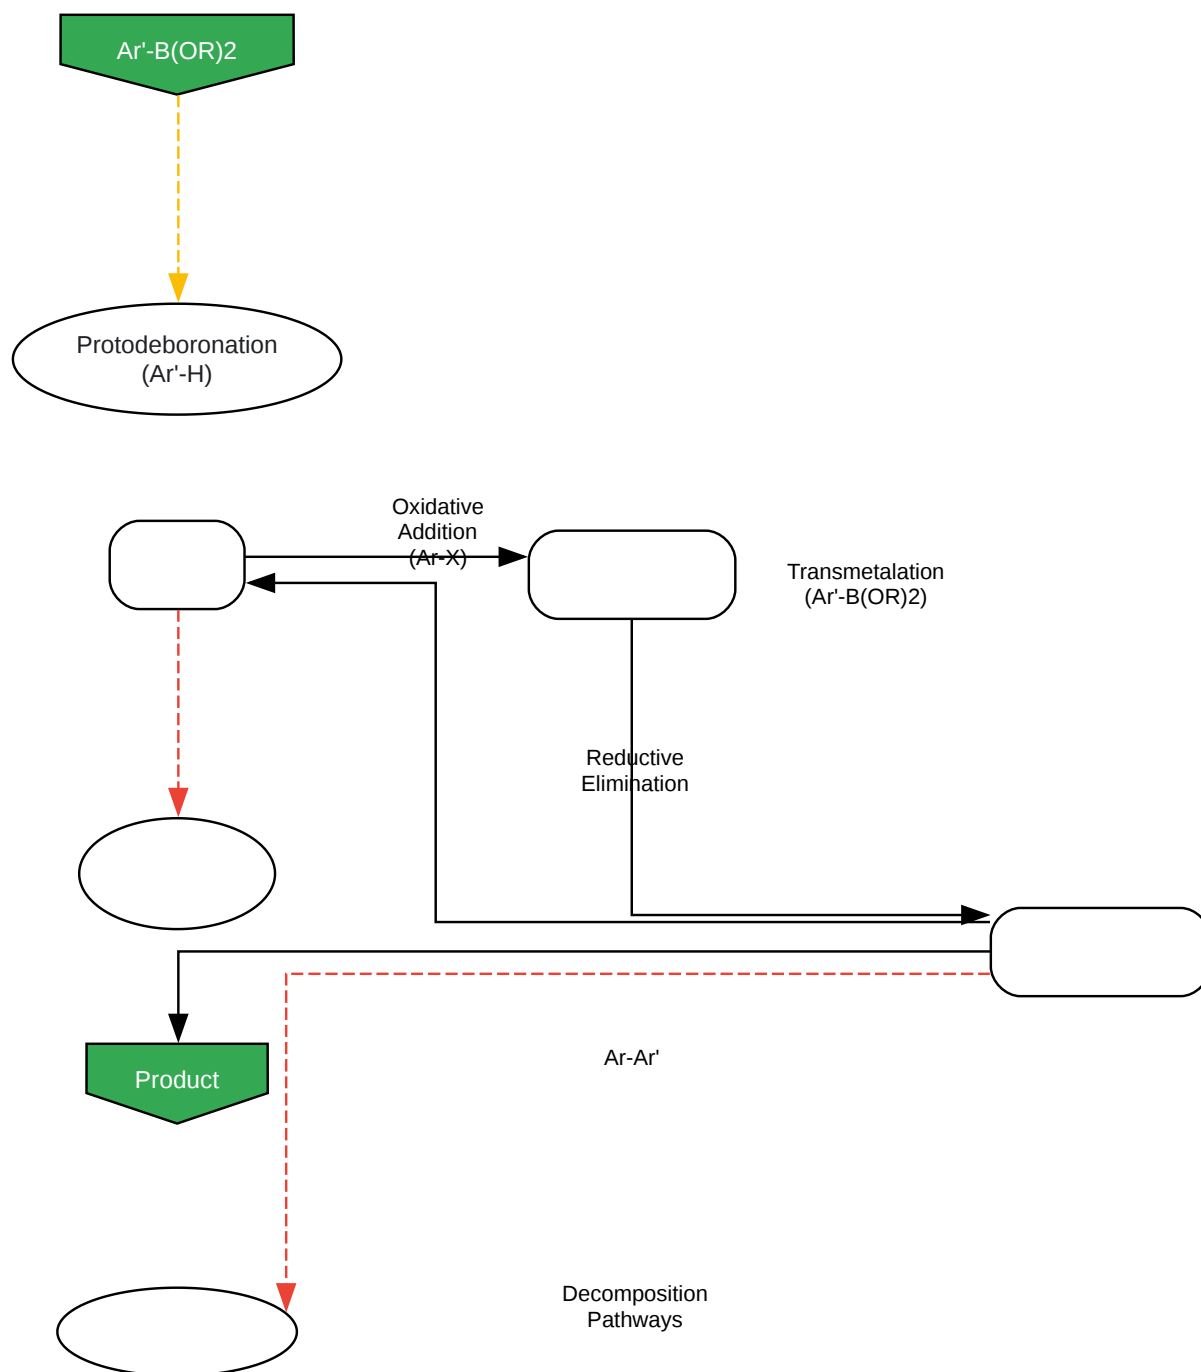 Ar'-B(OR)2
Protodeboronation
(Ar'-H)
Oxidative
Addition
(Ar-X)
Transmetalation
(Ar'-B(OR)2)
Reductive
Elimination
Product
Ar-Ar'
Decomposition
Pathways